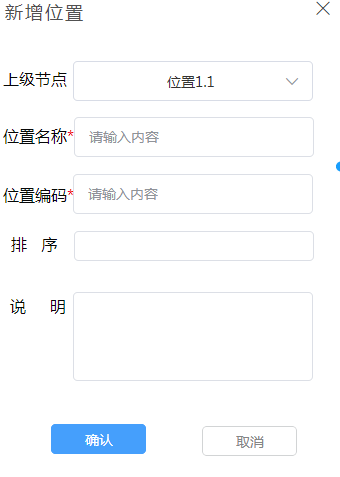 新增位置
上级节点 位置1.1
位置名称* 请输入内容
位置编码* 请输入内容
排 序
说 明
确认 取消